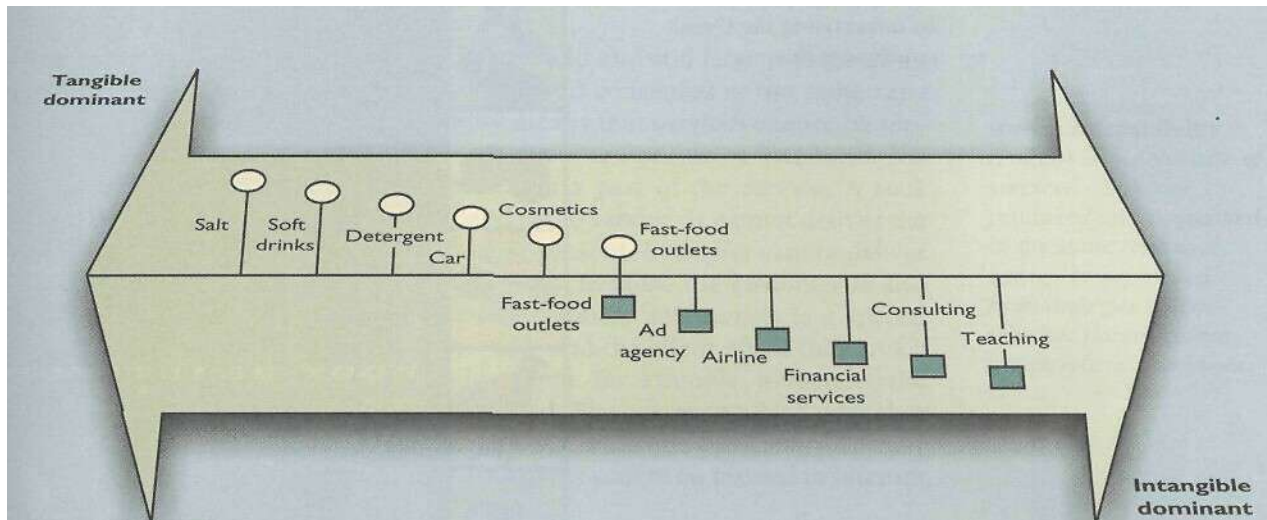 Tangible
dominant
Salt
Soft
drinks
Detergent
Car
Cosmetics
Fast-food
outlets
Fast-food
outlets
Ad
agency
Airline
Financial
services
Consulting
Teaching
Intangible
dominant